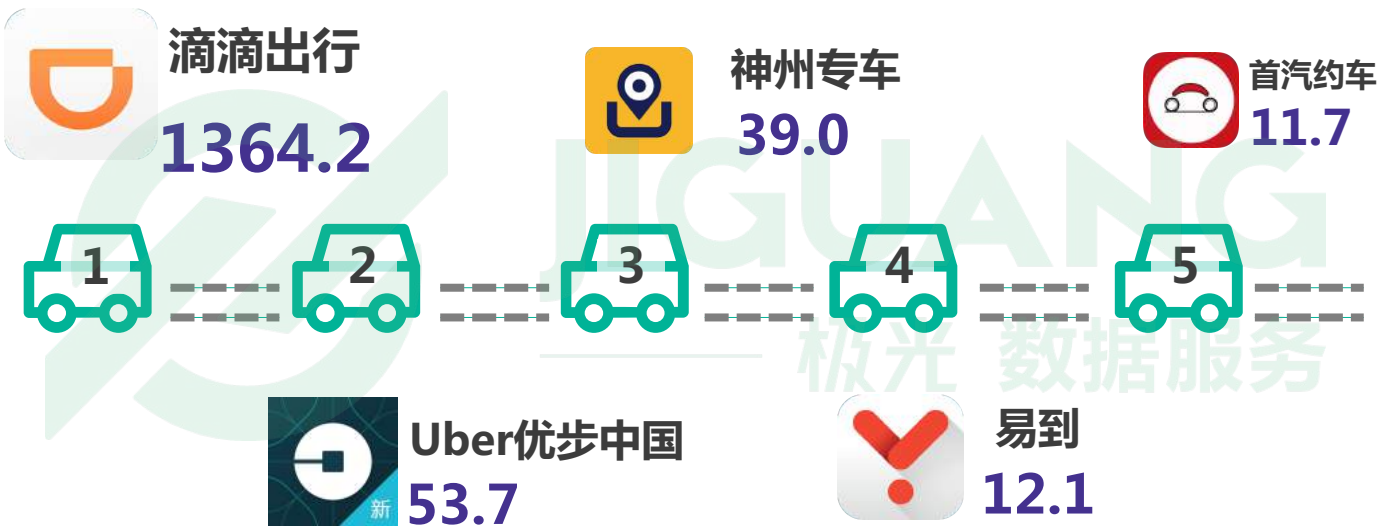 滴滴出行
1364.2
神州专车
39.0
首汽约车
11.7
1
2
3
4
5
JIGUANG
极光 数据服务
Uber优步中国
53.7
新
易到
12.1